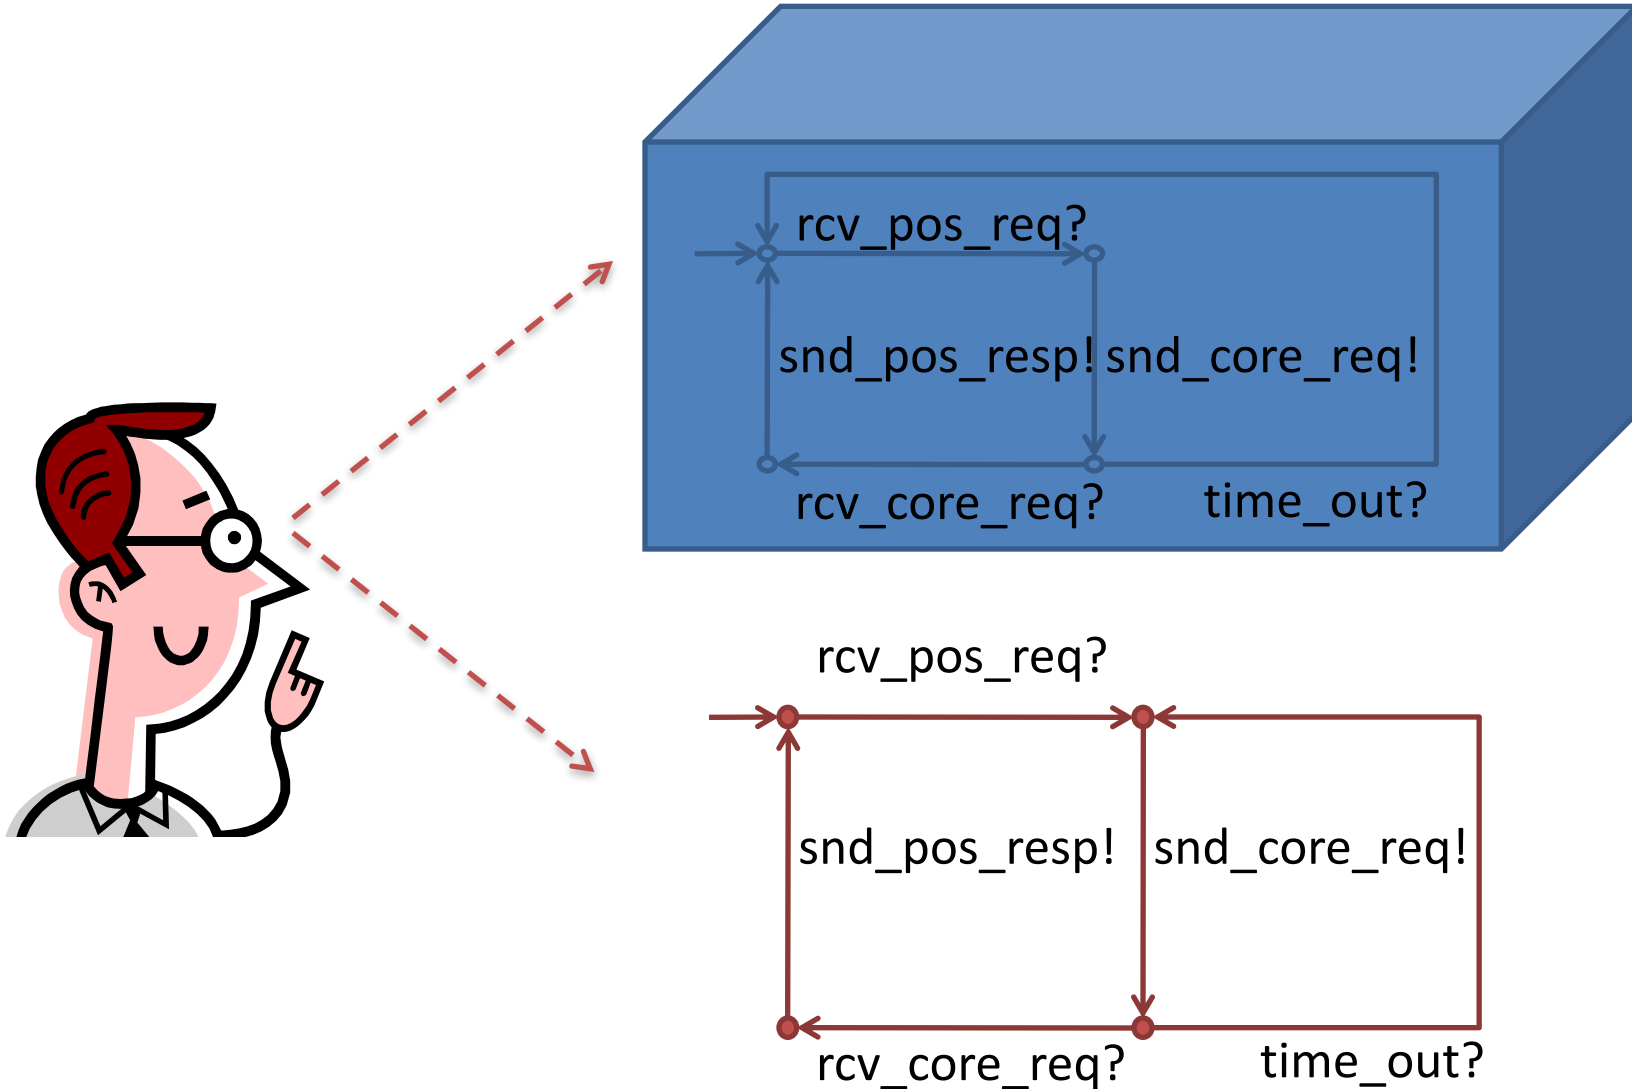 rcv_pos_req?
snd_pos_resp! snd_core_req!
rcv_core_req? time_out?
rcv_pos_req?
snd_pos_resp! snd_core_req!
rcv_core_req? time_out?